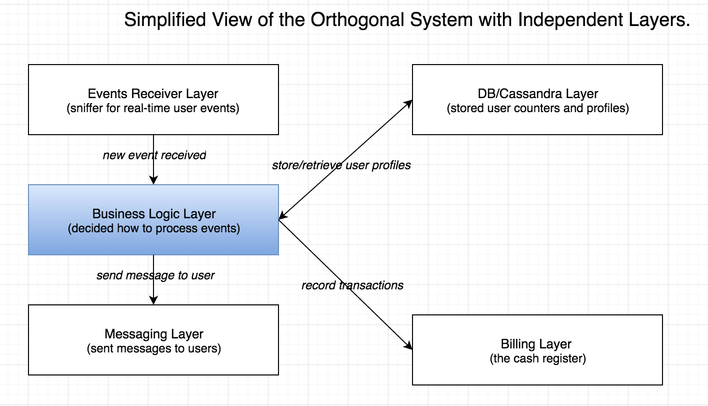 Simplified View of the Orthogonal System with Independent Layers.
Events Receiver Layer
(sniffer for real-time user events)
DB/Cassandra Layer
(stored user counters and profiles)
new event received
store/retrieve user profiles
Business Logic Layer
(decided how to process events)
send message to user
record transactions
Messaging Layer
(sent messages to users)
Billing Layer
(the cash register)